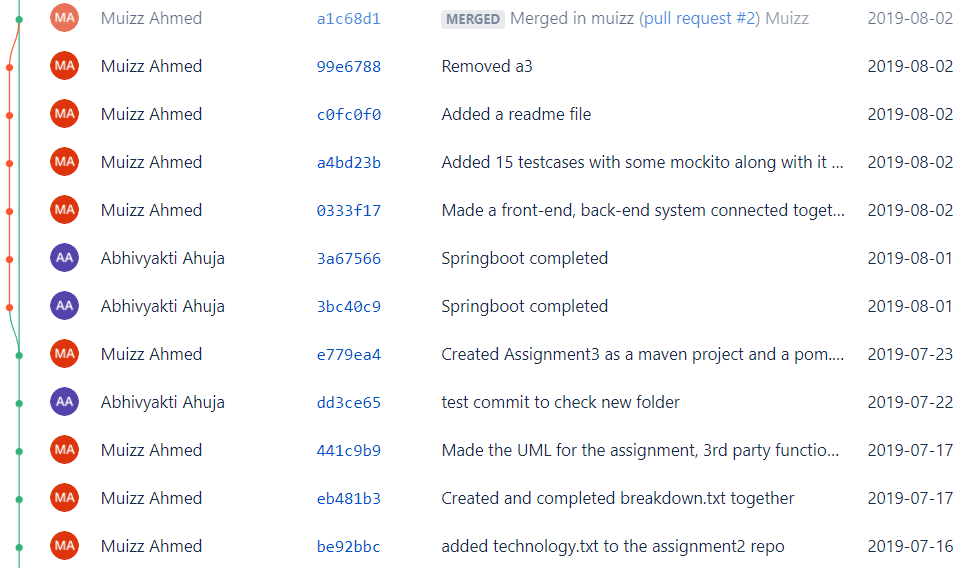 MA Muizz Ahmed a1c68d1 MERGED Merged in muizz (pull request #2) Muizz 2019-08-02
MA Muizz Ahmed 99e6788 Removed a3 2019-08-02
MA Muizz Ahmed c0fc0f0 Added a readme file 2019-08-02
MA Muizz Ahmed a4bd23b Added 15 testcases with some mockito along with it ... 2019-08-02
MA Muizz Ahmed 0333f17 Made a front-end, back-end system connected toget... 2019-08-02
AA Abhivyakti Ahuja 3a67566 Springboot completed 2019-08-01
AA Abhivyakti Ahuja 3bc40c9 Springboot completed 2019-08-01
MA Muizz Ahmed e779ea4 Created Assignment3 as a maven project and a pom.... 2019-07-23
AA Abhivyakti Ahuja dd3ce65 test commit to check new folder 2019-07-22
MA Muizz Ahmed 441c9b9 Made the UML for the assignment, 3rd party functio... 2019-07-17
MA Muizz Ahmed eb481b3 Created and completed breakdown.txt together 2019-07-17
MA Muizz Ahmed be92bbc added technology.txt to the assignment2 repo 2019-07-16